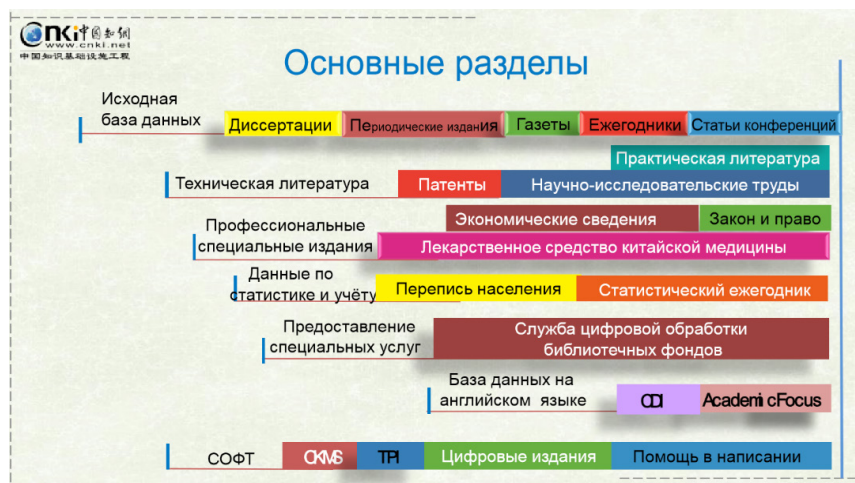 Cnki中国知网
www.cnki.net
中国知识基础设施工程
Основные разделы
Исходная
база данных
Диссертации
Периодические издания
Газеты
Ежегодники
Статьи конференций
Практическая литература
Техническая литература
Патенты
Научно-исследовательские труды
Экономические сведения
Закон и право
Профессиональные
специальные издания
Лекарственное средство китайской медицины
Данные по
статистике и учёту
Перепись населения
Статистический ежегодник
Предоставление
специальных услуг
Служба цифровой обработки
библиотечных фондов
База данных на
английском языке
CDI
Academic Focus
СОФТ
CKMS
TPI
Цифровые издания
Помощь в написании